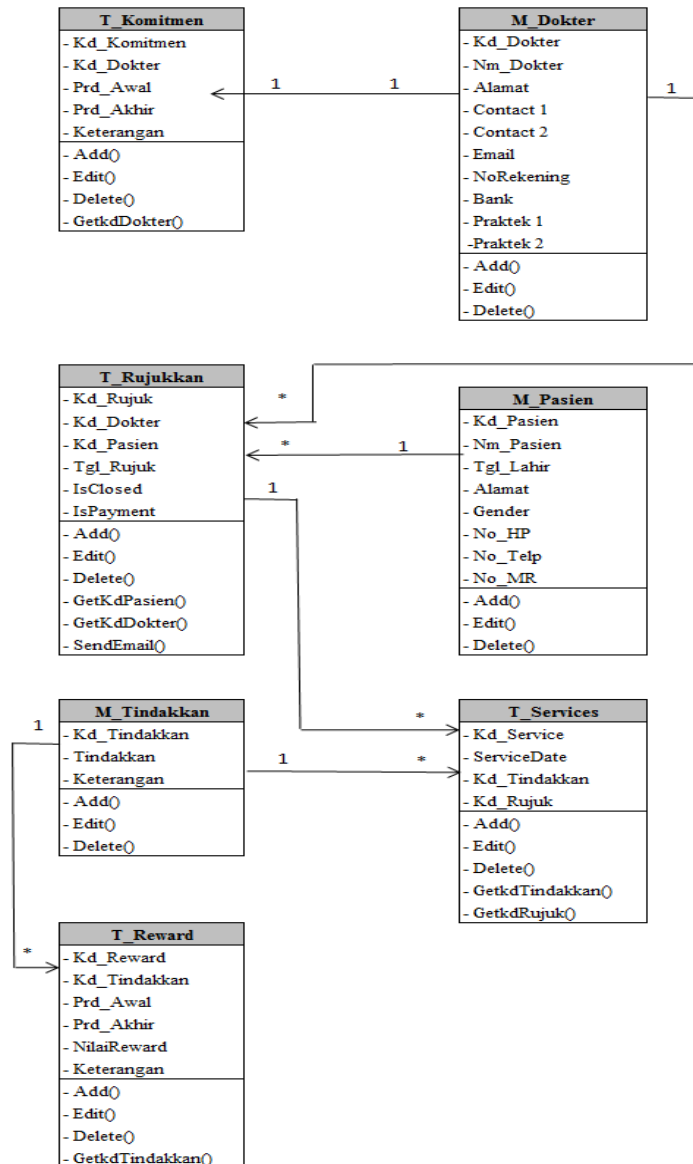 T_Komitmen
- Kd_Komitmen
- Kd_Dokter
- Prd_Awal
- Prd_Akhir
- Keterangan
- Add()
- Edit()
- Delete()
- GetkdDokter()
1
1
M_Dokter
- Kd_Dokter
- Nm_Dokter
- Alamat
- Contact 1
- Contact 2
- Email
- NoRekening
- Bank
- Praktek 1
-Praktek 2
- Add()
- Edit()
- Delete()
1
T_Rujukkan
- Kd_Rujuk
- Kd_Dokter
- Kd_Pasien
- Tgl_Rujuk
- IsClosed
- IsPayment
- Add()
- Edit()
- Delete()
- GetKdPasien()
- GetKdDokter()
- SendEmail()
*
*
1
1
M_Pasien
- Kd_Pasien
- Nm_Pasien
- Tgl_Lahir
- Alamat
- Gender
- No_HP
- No_Telp
- No_MR
- Add()
- Edit()
- Delete()
1
M_Tindakkan
- Kd_Tindakkan
- Tindakkan
- Keterangan
- Add()
- Edit()
- Delete()
*
1
*
T_Services
- Kd_Service
- ServiceDate
- Kd_Tindakkan
- Kd_Rujuk
- Add()
- Edit()
- Delete()
- GetkdTindakkan()
- GetkdRujuk()
*
T_Reward
- Kd_Reward
- Kd_Tindakkan
- Prd_Awal
- Prd_Akhir
- NilaiReward
- Keterangan
- Add()
- Edit()
- Delete()
- GetkdTindakkan()